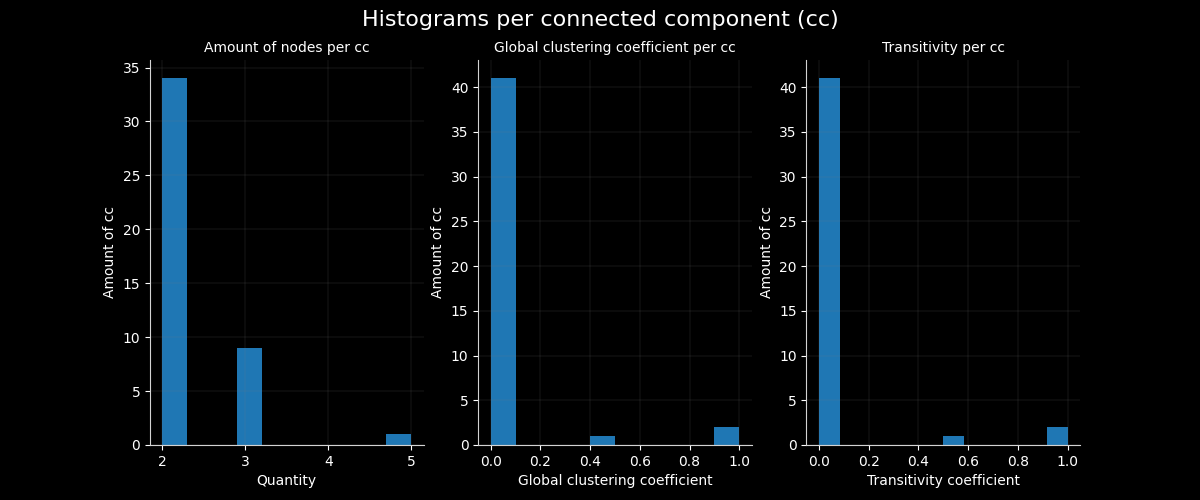 Histograms per connected component (cc)
Amount of nodes per cc
Amount of cc
35
30
25
20
15
10
5
0
2 3 4 5
Quantity
Global clustering coefficient per cc
Amount of cc
40
35
30
25
20
15
10
5
0
0.0 0.2 0.4 0.6 0.8 1.0
Global clustering coefficient
Transitivity per cc
Amount of cc
40
35
30
25
20
15
10
5
0
0.0 0.2 0.4 0.6 0.8 1.0
Transitivity coefficient